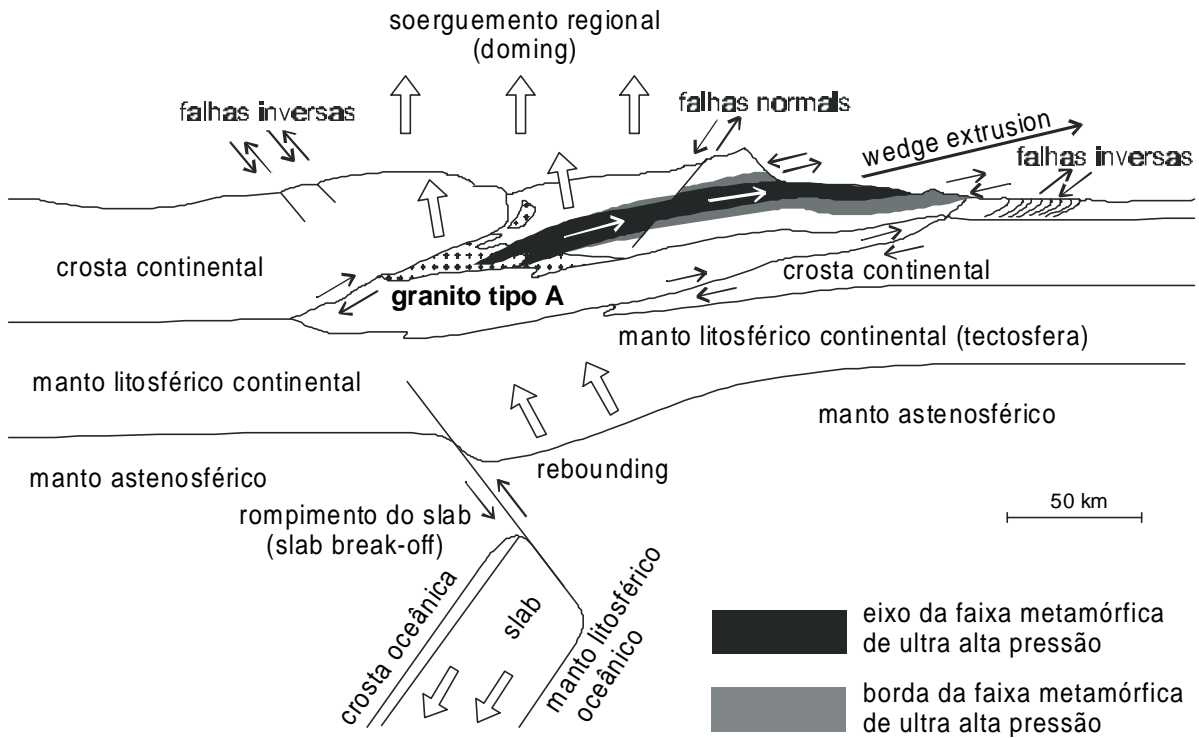 soerguemento regional
(doming)
falhas inversas
falhas normals
wedge extrusion
falhas inversas
crosta continental
granito tipo A
crosta continental
manto litosférico continental (tectosfera)
manto litosférico continental
manto astenosférico
manto astenosférico
rebounding
rompimento do slab
(slab break-off)
50 km
crosta oceânica
slab
manto litosférico
oceânico
eixo da faixa metamórfica
de ultra alta pressão
borda da faixa metamórfica
de ultra alta pressão